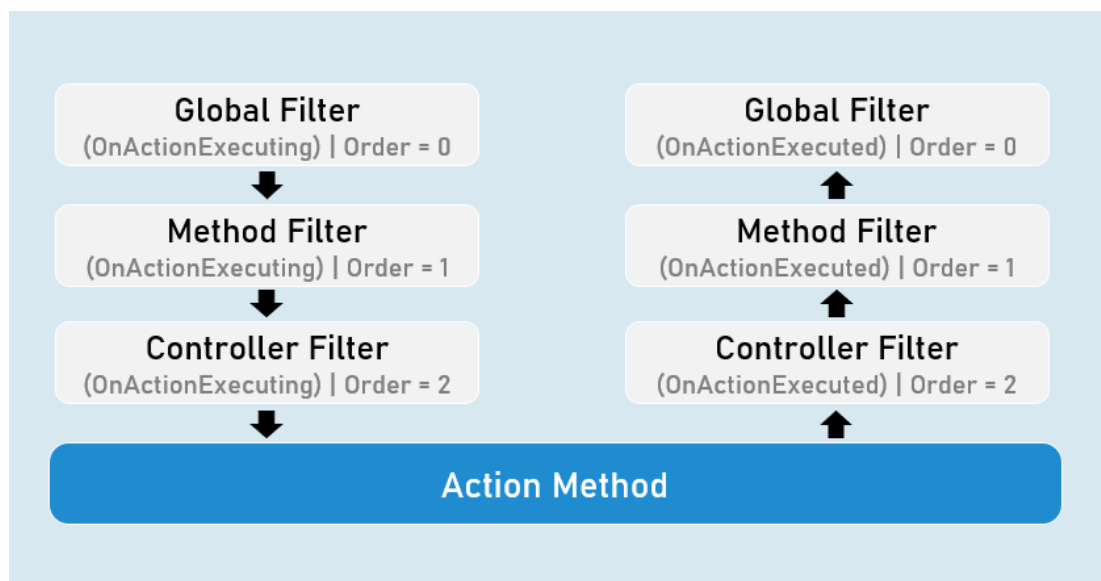 Global Filter
(OnActionExecuting) | Order = 0
Method Filter
(OnActionExecuting) | Order = 1
Controller Filter
(OnActionExecuting) | Order = 2
Global Filter
(OnActionExecuted) | Order = 0
Method Filter
(OnActionExecuted) | Order = 1
Controller Filter
(OnActionExecuted) | Order = 2
Action Method